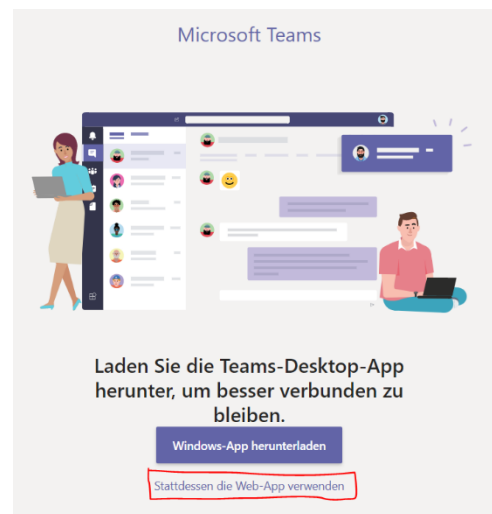 Microsoft Teams
Laden Sie die Teams-Desktop-App
herunter, um besser verbunden zu
bleiben.
Windows-App herunterladen
Stattdessen die Web-App verwenden